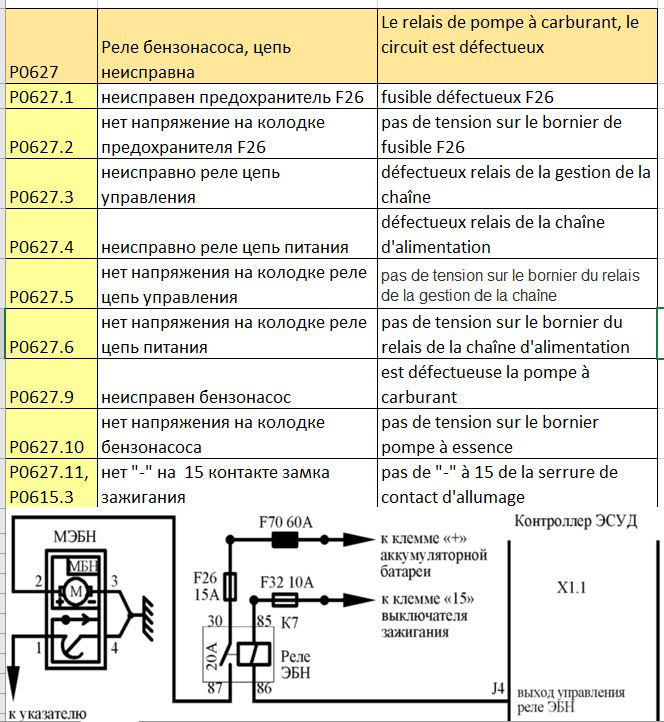 P0627
Реле бензонасоса, цепь
неисправна
Le relais de pompe à carburant, le
circuit est défectueux
P0627.1
неисправен предохранитель F26
fusible défectueux F26
P0627.2
нет напряжение на колодке
предохранителя F26
pas de tension sur le bornier de
fusible F26
P0627.3
неисправно реле цепь
управления
défectueux relais de la gestion de la
chaîne
P0627.4
неисправно реле цепь питания
défectueux relais de la chaîne
d'alimentation
P0627.5
нет напряжения на колодке реле
цепь управления
pas de tension sur le bornier du relais
de la gestion de la chaîne
P0627.6
нет напряжения на колодке реле
цепь питания
pas de tension sur le bornier du
relais de la chaîne d'alimentation
P0627.9
неисправен бензонасос
est défectueuse la pompe à
carburant
P0627.10
нет напряжения на колодке
бензонасоса
pas de tension sur le bornier
pompe à essence
P0627.11,
P0615.3
нет "-" на 15 контакте замка
зажигания
pas de "-" à 15 de la serrure de
contact d'allumage
МЭБН
МБН
М
+ −
2
3
1
4
к указателю
F70 60А
к клемме «+»
аккумуляторной
батареи
F26
15А
F32 10А
к клемме «15»
выключателя
зажигания
30
85
К7
20А
Реле
ЭБН
87
86
Контроллер ЭСУД
X1.1
J4
выход управления
реле ЭБН